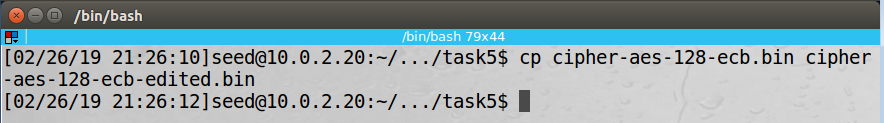 /bin/bash
/bin/bash 79x44
[02/26/19 21:26:10]seed@10.0.2.20:~/.../task5$ cp cipher-aes-128-ecb.bin cipher
-aes-128-ecb-edited.bin
[02/26/19 21:26:12]seed@10.0.2.20:~/.../task5$